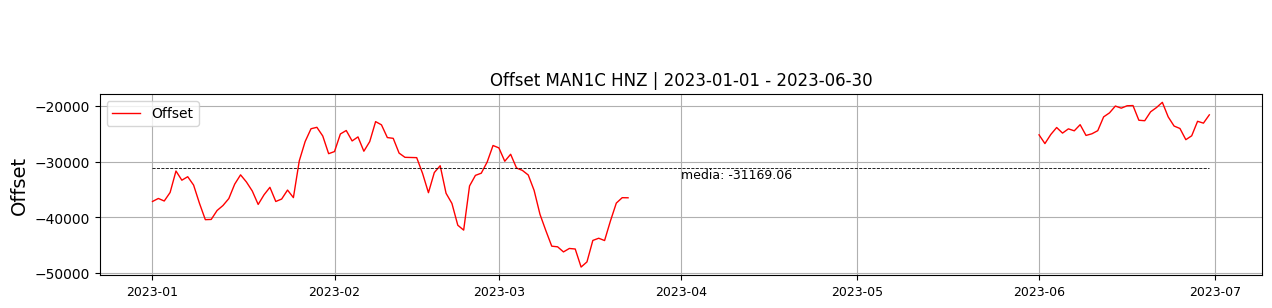 Offset MAN1C HNZ | 2023-01-01 - 2023-06-30
Offset
−20000
−30000
−40000
−50000
Offset
media: -31169.06
2023-01
2023-02
2023-03
2023-04
2023-05
2023-06
2023-07